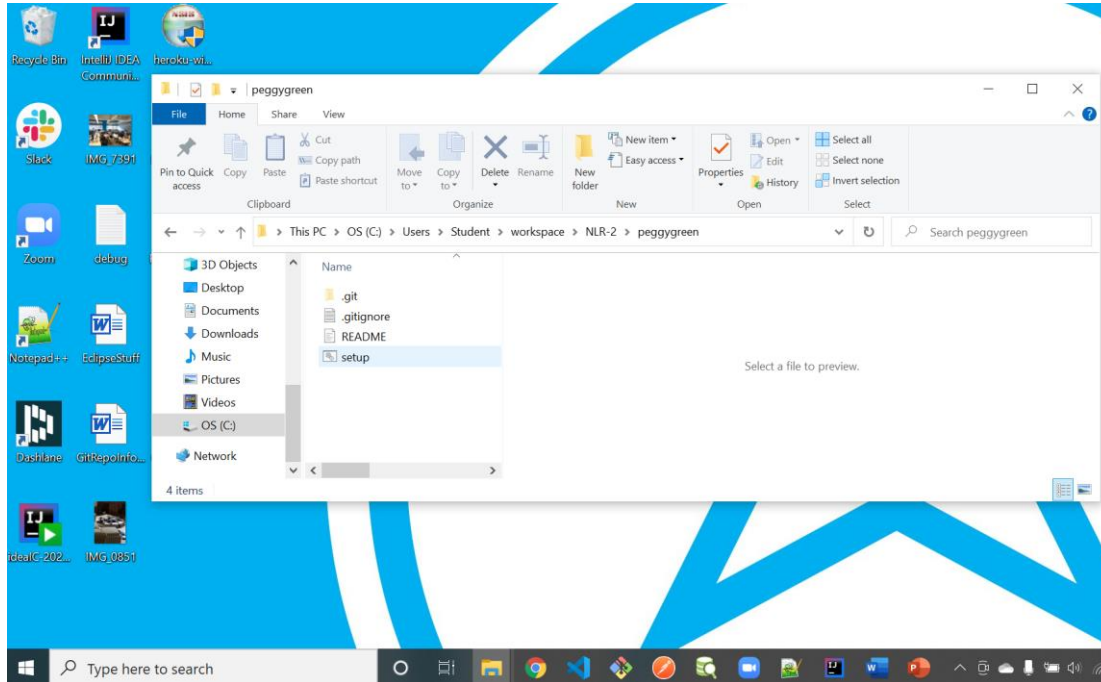 Recycle Bin
IntelliJ IDEA
Communi...
heroku-wi...
Slack
IMG_7391
Zoom
debug
Notepad++
EclipseStuff
Dashlane
GitRepoInfo...
ideaIC-202...
IMG_0851
peggygreen
File Home Share View
Pin to Quick
access
Copy
Paste
Cut
Copy path
Paste shortcut
Clipboard
Move
to
Copy
to
Delete
Rename
Organize
New
folder
New item
Easy access
New
Properties
Open
Edit
History
Open
Select all
Select none
Invert selection
Select
This PC > OS (C:) > Users > Student > workspace > NLR-2 > peggygreen
Search peggygreen
3D Objects
Desktop
Documents
Downloads
Music
Pictures
Videos
OS (C:)
Network
Name
.git
.gitignore
README
setup
Select a file to preview.
4 items
Type here to search